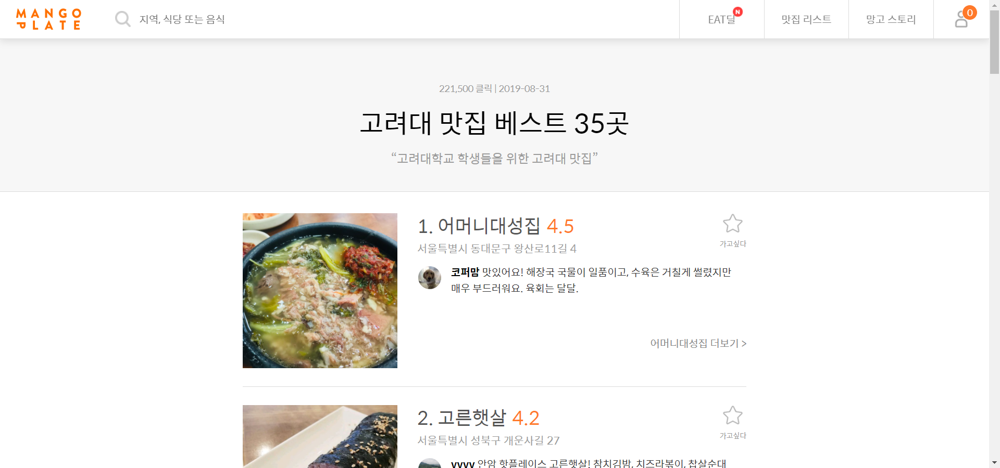 MANGO
PLATE
지역, 식당 또는 음식
EAT딜
N
맛집 리스트
망고 스토리
0
221,500 클릭 | 2019-08-31
고려대 맛집 베스트 35곳
“고려대학교 학생들을 위한 고려대 맛집”
1. 어머니대성집 4.5
가고싶다
서울특별시 동대문구 왕산로11길 4
코퍼맘 맛있어요! 해장국 국물이 일품이고, 수육은 거칠게 썰렸지만
매우 부드러워요. 육회는 달달.
어머니대성집 더보기 >
2. 고른햇살 4.2
가고싶다
서울특별시 성북구 개운사길 27
vvvv 안암 핫플레이스 고른햇살! 참치김밥, 치즈라볶이, 찹쌀순대